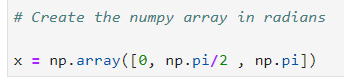 # Create the numpy array in radians
x = np.array([0, np.pi/2 , np.pi])